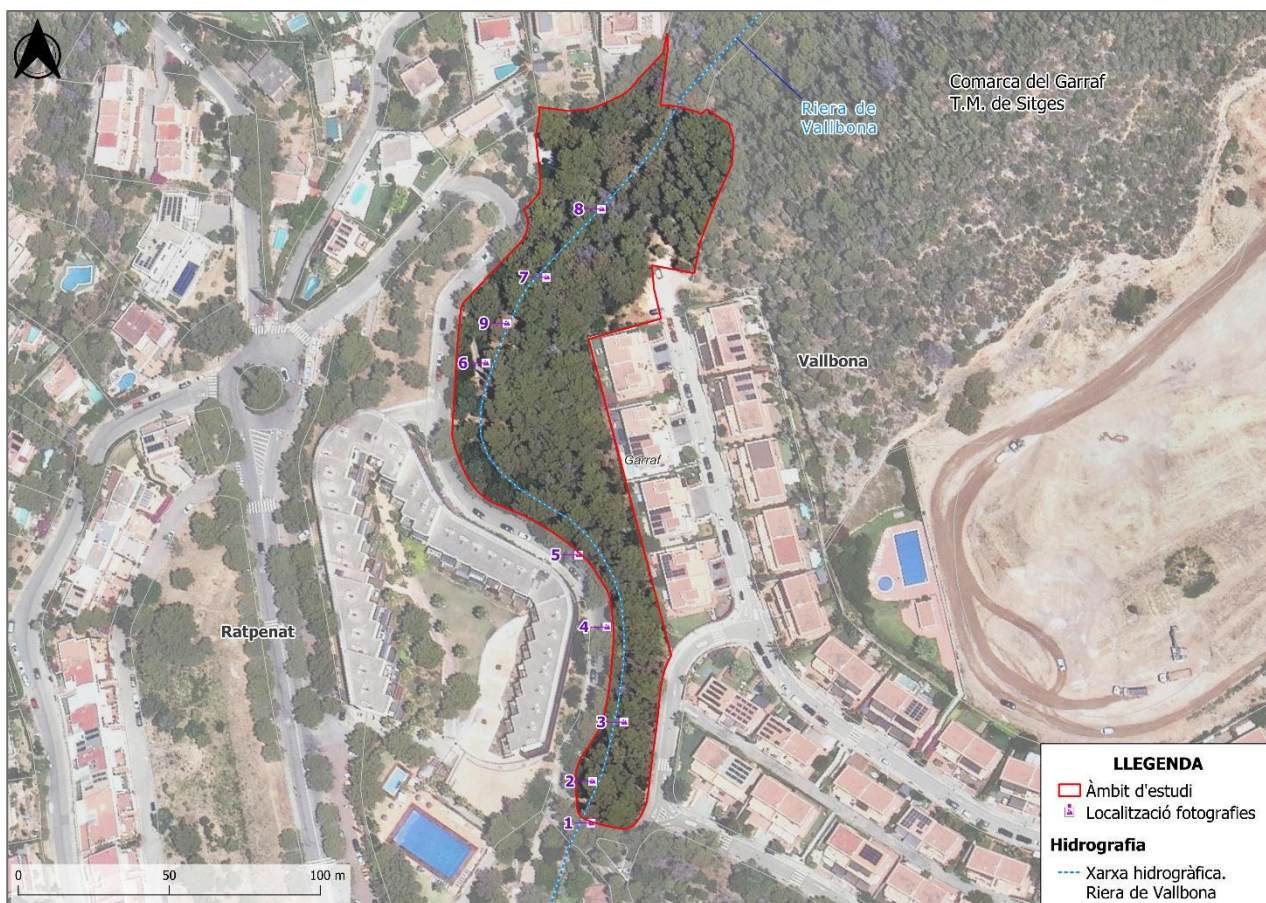 Comarca del Garraf
T.M. de Sitges
Riera de
Vallbona
8
7
9
6
Vallbona
Garraf
5
4
Ratpenat
3
2
1
LLEGENDA
Àmbit d'estudi
Localització fotografies
Hidrografia
Xarxa hidrogràfica.
Riera de Vallbona
0 50 100 m